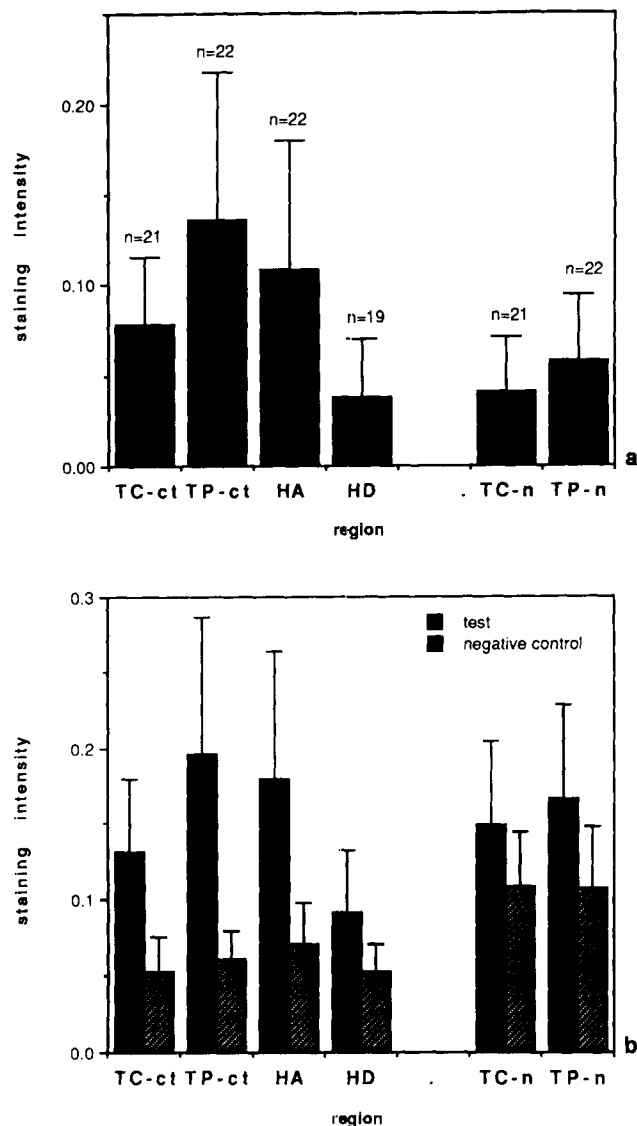 n=22
0.20
n=22
n=21
n=22
0.10
n=19
n=21
staining intensity
0.00
TC-ct TP-ct HA HD . TC-n TP-n
a
region
0.3
test
negative control
0.2
staining intensity
0.1
0.0
TC-ct TP-ct HA HD . TC-n TP-n
b
region